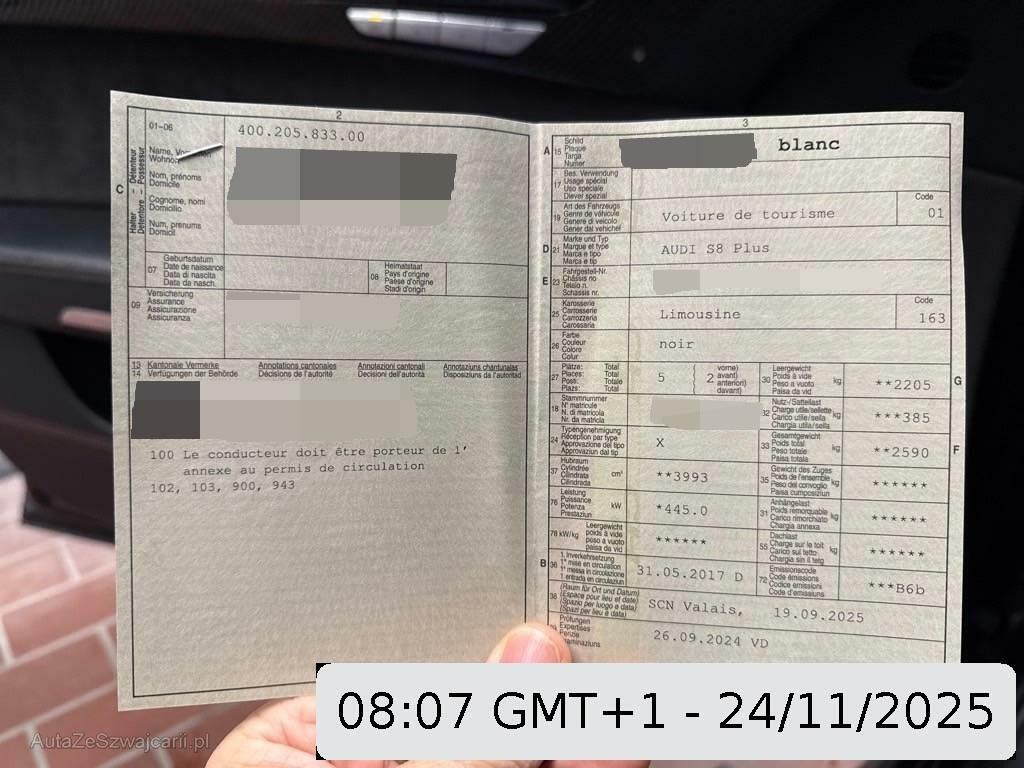 2
01-06
400.205.833.00
Name,
Wohnort
Nom, prénoms
Domicile
Cognome, nomi
Domicilio
Num, prenums
Domicil
C
Halter – Détenteur
Detentore – Possessur
07
Geburtsdatum
Date de naissance
Data di nascita
Data da nasch.
08
Heimatstaat
Pays d'origine
Paese d'origine
Stadi d'origin
09
Versicherung
Assurance
Assicurazione
Assicuranza
13 Kantonale Vermerke Annotations cantonales Annotazioni cantonali Annotaziuns chantunalas
14 Verfügungen der Behörde Décisions de l'autorité Decisioni dell'autorità Disposiziuns da l'autoritad
100 Le conducteur doit être porteur de l'
annexe au permis de circulation
102, 103, 900, 943
3
A 15
Schild
Plaque
Targa
Numer
blanc
17
Bes. Verwendung
Usage spécial
Uso speciale
Diever spezial
19
Art des Fahrzeugs
Genre de véhicule
Genere di veicolo
Gener dal vehichel
Voiture de tourisme
Code
01
D 21
Marke und Typ
Marque et type
Marca e tipo
Marca e tip
AUDI S8 Plus
E 23
Fahrgestell-Nr.
Châssis no
Telaio n.
Schassis nr.
25
Karosserie
Carrosserie
Carrozzeria
Carossaria
Limousine
Code
163
26
Farbe
Couleur
Colore
Colur
noir
27
Plätze: Total
Places: Total
Posti: Totale
Plazs: Total
5
2
vorne)
avant)
anteriori)
davant)
30
Leergewicht
Poids à vide
Peso a vuoto
Paisa da vid
kg
**2205
G
18
Stammnummer
N° matricule
N. di matricola
Nr. da matricla
32
Nutz-/Sattellast
Charge utile/sellette
Carico utile/sella
Chargia utila/sella
kg
***385
24
Typengenehmigung
Réception par type
Approvazione del tipo
Approvaziun dal tip
X
33
Gesamtgewicht
Poids total
Peso totale
Paisa totala
kg
**2590
F
37
Hubraum
Cylindrée
Cilindrata
Cilindrada
cm³
**3993
35
Gewicht des Zuges
Poids de l'ensemble
Peso del convoglio
Paisa cumposiziun
kg
******
76
Leistung
Puissance
Potenza
Prestaziun
kW
*445.0
31
Anhängelast
Poids remorquable
Carico rimorchiato
Chargia annexa
kg
******
78 kW/kg
Leergewicht
poids à vide
peso a vuoto
paisa da vid
******
55
Dachlast
Charge sur le toit
Carico sul tetto
Chargia sin il tetg
kg
******
B 36
1. Inverkehrsetzung
1re mise en circulation
1a messa in circolazione
1. entrada en circulaziun
31.05.2017 D
72
Emissionscode
Code émissions
Codice emissioni
Code d'emissiuns
***B6b
38
(Raum für Ort und Datum)
(Espace pour lieu et date)
(Spazio per luogo e data)
(Spazi per lieu e data)
SCN Valais, 19.09.2025
Prüfungen
Expertises
Perizie
Examinaziuns
26.09.2024 VD
AutaZeSzwajcarii.pl
08:07 GMT+1 - 24/11/2025